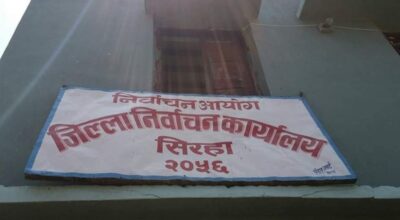 निर्वाचन आयोग
जिल्ला निर्वाचन कार्यालय
सिरहा
२०५६